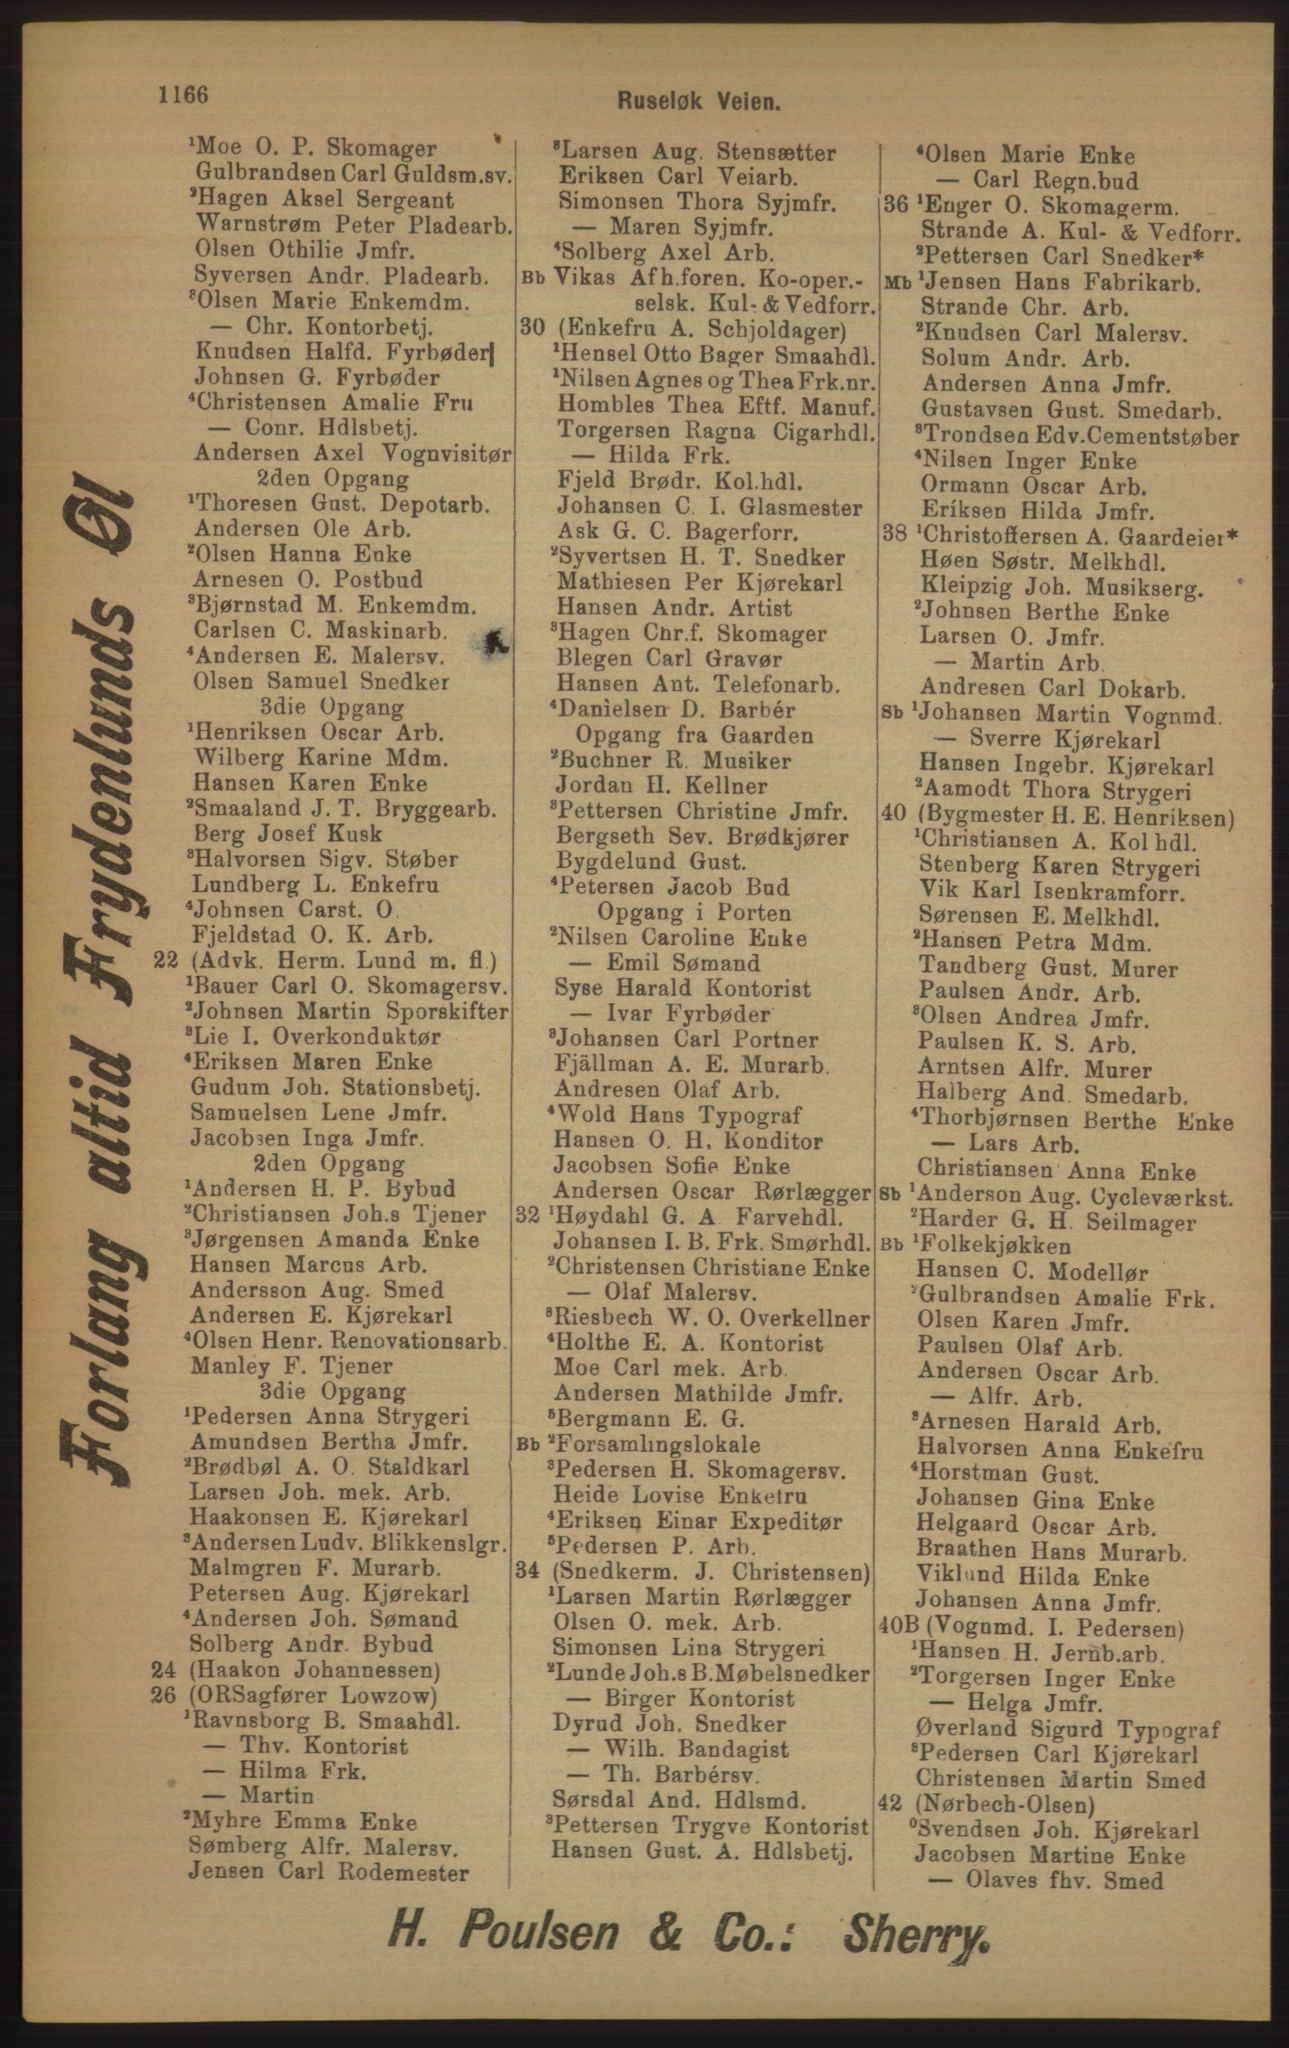 1166
Ruseløk Veien.
¹Moe O. P. Skomager
Gulbrandsen Carl Guldsm.sv.
²Hagen Aksel Sergeant
Warnstrøm Peter Pladearb.
Olsen Othilie Jmfr.
Syversen Andr. Pladearb.
³Olsen Marie Enkemdm.
— Chr. Kontorbetj.
Knudsen Halfd. Fyrbøder
Johnsen G. Fyrbøder
⁴Christensen Amalie Fru
— Conr. Hdlsbetj.
Andersen Axel Vognvisitør
2den Opgang
¹Thoresen Gust. Depotarb.
Andersen Ole Arb.
²Olsen Hanna Enke
Arnesen O. Postbud
³Bjørnstad M. Enkemdm.
Carlsen C. Maskinarb.
⁴Andersen E. Malersv.
Olsen Samuel Snedker
3die Opgang
¹Henriksen Oscar Arb.
Wilberg Karine Mdm.
Hansen Karen Enke
²Smaaland J. T. Bryggearb.
Berg Josef Kusk
³Halvorsen Sigv. Støber
Lundberg L. Enkefru
⁴Johnsen Carst. O.
Fjeldstad O. K. Arb.
22 (Advk. Herm. Lund m. fl.)
¹Bauer Carl O. Skomagersv.
²Johnsen Martin Sporskifter
³Lie I. Overkonduktør
⁴Eriksen Maren Enke
Gudum Joh. Stationsbetj.
Samuelsen Lene Jmfr.
Jacobsen Inga Jmfr.
2den Opgang
¹Andersen H. P. Bybud
²Christiansen Joh.s Tjener
³Jørgensen Amanda Enke
Hansen Marcus Arb.
Andersson Aug. Smed
Andersen E. Kjørekarl
⁴Olsen Henr. Renovationsarb.
Manley F. Tjener
3die Opgang
¹Pedersen Anna Strygeri
Amundsen Bertha Jmfr.
²Brødbøl A. O. Staldkarl
Larsen Joh. mek. Arb.
Haakonsen E. Kjørekarl
³Andersen Ludv. Blikkenslgr.
Malmgren F. Murarb.
Petersen Aug. Kjørekarl
⁴Andersen Joh. Sømand
Solberg Andr. Bybud
24 (Haakon Johannessen)
26 (ORSagfører Lowzow)
¹Ravnsborg B. Smaahdl.
— Thv. Kontorist
— Hilma Frk.
— Martin
²Myhre Emma Enke
Sømberg Alfr. Malersv.
Jensen Carl Rodemester
³Larsen Aug. Stensætter
Eriksen Carl Veiarb.
Simonsen Thora Syjmfr.
— Maren Syjmfr.
⁴Solberg Axel Arb.
Bb Vikas Afh.foren. Ko-oper.-
selsk. Kul- & Vedforr.
30 (Enkefru A. Schjoldager)
¹Hensel Otto Bager Smaahdl.
¹Nilsen Agnes og Thea Frk.nr.
Hombles Thea Eftf. Manuf.
Torgersen Ragna Cigarhdl.
— Hilda Frk.
Fjeld Brødr. Kol.hdl.
Johansen C. I. Glasmester
Ask G. C. Bagerforr.
²Syvertsen H. T. Snedker
Mathiesen Per Kjørekarl
Hansen Andr. Artist
³Hagen Chr.f. Skomager
Blegen Carl Gravør
Hansen Ant. Telefonarb.
⁴Danielsen D. Barbér
Opgang fra Gaarden
²Buchner R. Musiker
Jordan H. Kellner
³Pettersen Christine Jmfr.
Bergseth Sev. Brødkjører
Bygdelund Gust.
⁴Petersen Jacob Bud
Opgang i Porten
²Nilsen Caroline Enke
— Emil Sømand
Syse Harald Kontorist
— Ivar Fyrbøder
³Johansen Carl Portner
Fjällman A. E. Murarb.
Andresen Olaf Arb.
⁴Wold Hans Typograf
Hansen O. H. Konditor
Jacobsen Sofie Enke
Andersen Oscar Rørlægger
32 ¹Høydahl G. A. Farvehdl.
Johansen I. B. Frk. Smørhdl.
²Christensen Christiane Enke
— Olaf Malersv.
³Riesbech W. O. Overkellner
⁴Holthe E. A. Kontorist
Moe Carl mek. Arb.
Andersen Mathilde Jmfr.
⁵Bergmann E. G.
Bb ²Forsamlingslokale
³Pedersen H. Skomagersv.
Heide Lovise Enkefru
⁴Eriksen Einar Expeditør
⁵Pedersen P. Arb.
34 (Snedkerm. J. Christensen)
¹Larsen Martin Rørlægger
Olsen O. mek. Arb.
Simonsen Lina Strygeri
²Lunde Joh.s B. Møbelsnedker
— Birger Kontorist
Dyrud Joh. Snedker
— Wilh. Bandagist
— Th. Barbérsv.
Sørsdal And. Hdlsmd.
³Pettersen Trygve Kontorist
Hansen Gust. A. Hdlsbetj.
⁴Olsen Marie Enke
— Carl Regn.bud
36 ¹Enger O. Skomagerm.
Strande A. Kul- & Vedforr.
²Pettersen Carl Snedker*
Mb ¹Jensen Hans Fabrikarb.
Strande Chr. Arb.
²Knudsen Carl Malersv.
Solum Andr. Arb.
Andersen Anna Jmfr.
Gustavsen Gust. Smedarb.
³Trondsen Edv. Cementstøber
⁴Nilsen Inger Enke
Ormann Oscar Arb.
Eriksen Hilda Jmfr.
38 ¹Christoffersen A. Gaardeier*
Høen Søstr. Melkhdl.
Kleipzig Joh. Musikserg.
²Johnsen Berthe Enke
Larsen O. Jmfr.
— Martin Arb.
Andresen Carl Dokarb.
Sb ¹Johansen Martin Vognmd.
— Sverre Kjørekarl
Hansen Ingebr. Kjørekarl
²Aamodt Thora Strygeri
40 (Bygmester H. E. Henriksen)
¹Christiansen A. Kol hdl.
Stenberg Karen Strygeri
Vik Karl Isenkramforr.
Sørensen E. Melkhdl.
²Hansen Petra Mdm.
Tandberg Gust. Murer
Paulsen Andr. Arb.
³Olsen Andrea Jmfr.
Paulsen K. S. Arb.
Arntsen Alfr. Murer
Halberg And. Smedarb.
⁴Thorbjørnsen Berthe Enke
— Lars Arb.
Christiansen Anna Enke
Sb ¹Anderson Aug. Cycleværkst.
²Harder G. H. Seilmager
Bb ¹Folkekjøkken
Hansen C. Modellør
²Gulbrandsen Amalie Frk.
Olsen Karen Jmfr.
Paulsen Olaf Arb.
Andersen Oscar Arb.
— Alfr. Arb.
³Arnesen Harald Arb.
Halvorsen Anna Enkefru
⁴Horstman Gust.
Johansen Gina Enke
Helgaard Oscar Arb.
Braathen Hans Murarb.
Viklund Hilda Enke
Johansen Anna Jmfr.
40B (Vognmd. I. Pedersen)
¹Hansen H. Jernb.arb.
²Torgersen Inger Enke
— Helga Jmfr.
Øverland Sigurd Typograf
³Pedersen Carl Kjørekarl
Christensen Martin Smed
42 (Nørbech-Olsen)
⁰Svendsen Joh. Kjørekarl
Jacobsen Martine Enke
— Olaves fhv. Smed
Forlang altid Frydenlunds Øl
H. Poulsen & Co.: Sherry.